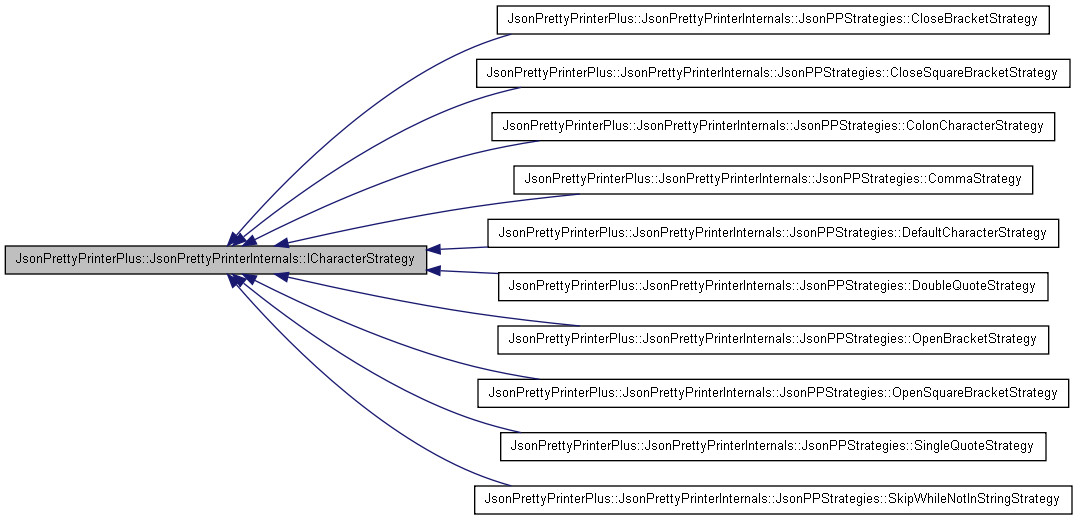 JsonPrettyPrinterPlus::JsonPrettyPrinterInternals::JsonPPStrategies::CloseBracketStrategy
JsonPrettyPrinterPlus::JsonPrettyPrinterInternals::JsonPPStrategies::CloseSquareBracketStrategy
JsonPrettyPrinterPlus::JsonPrettyPrinterInternals::JsonPPStrategies::ColonCharacterStrategy
JsonPrettyPrinterPlus::JsonPrettyPrinterInternals::JsonPPStrategies::CommaStrategy
JsonPrettyPrinterPlus::JsonPrettyPrinterInternals::JsonPPStrategies::DefaultCharacterStrategy
JsonPrettyPrinterPlus::JsonPrettyPrinterInternals::ICharacterStrategy
JsonPrettyPrinterPlus::JsonPrettyPrinterInternals::JsonPPStrategies::DoubleQuoteStrategy
JsonPrettyPrinterPlus::JsonPrettyPrinterInternals::JsonPPStrategies::OpenBracketStrategy
JsonPrettyPrinterPlus::JsonPrettyPrinterInternals::JsonPPStrategies::OpenSquareBracketStrategy
JsonPrettyPrinterPlus::JsonPrettyPrinterInternals::JsonPPStrategies::SingleQuoteStrategy
JsonPrettyPrinterPlus::JsonPrettyPrinterInternals::JsonPPStrategies::SkipWhileNotInStringStrategy